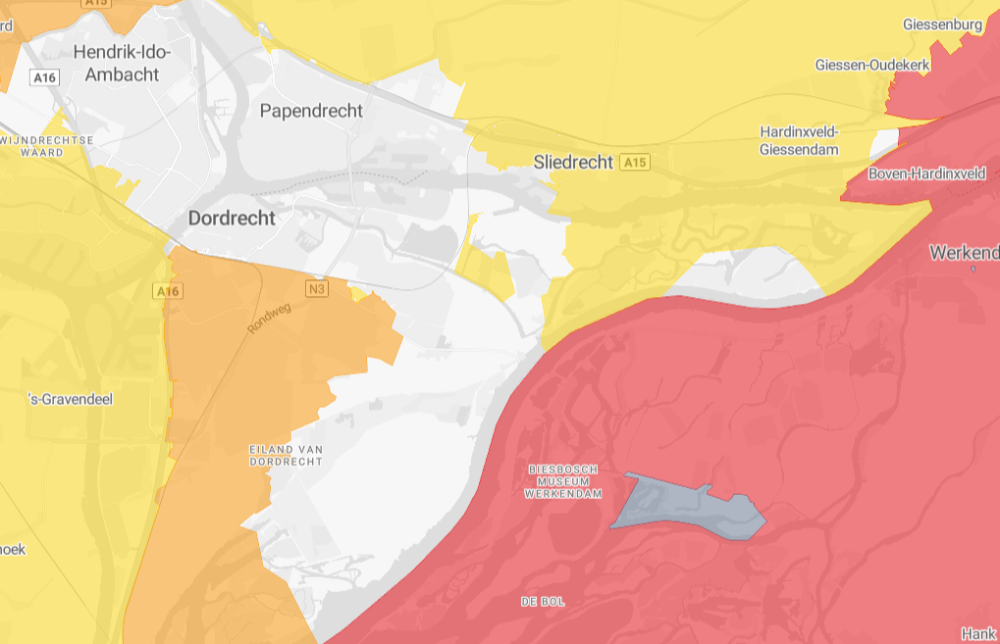 A15
rd
Giessenburg
Hendrik-Ido-
Ambacht
A16
Giessen-Oudekerk
Papendrecht
WIJNDRECHTSE
WAARD
Hardinxveld-
Giessendam
Sliedrecht
A15
Boven-Hardinxveld
Dordrecht
Werkend
A16
N3
Rondweg
's-Gravendeel
EILAND VAN
DORDRECHT
BIESBOSCH
MUSEUM
WERKENDAM
hoek
DE BOL
Hank